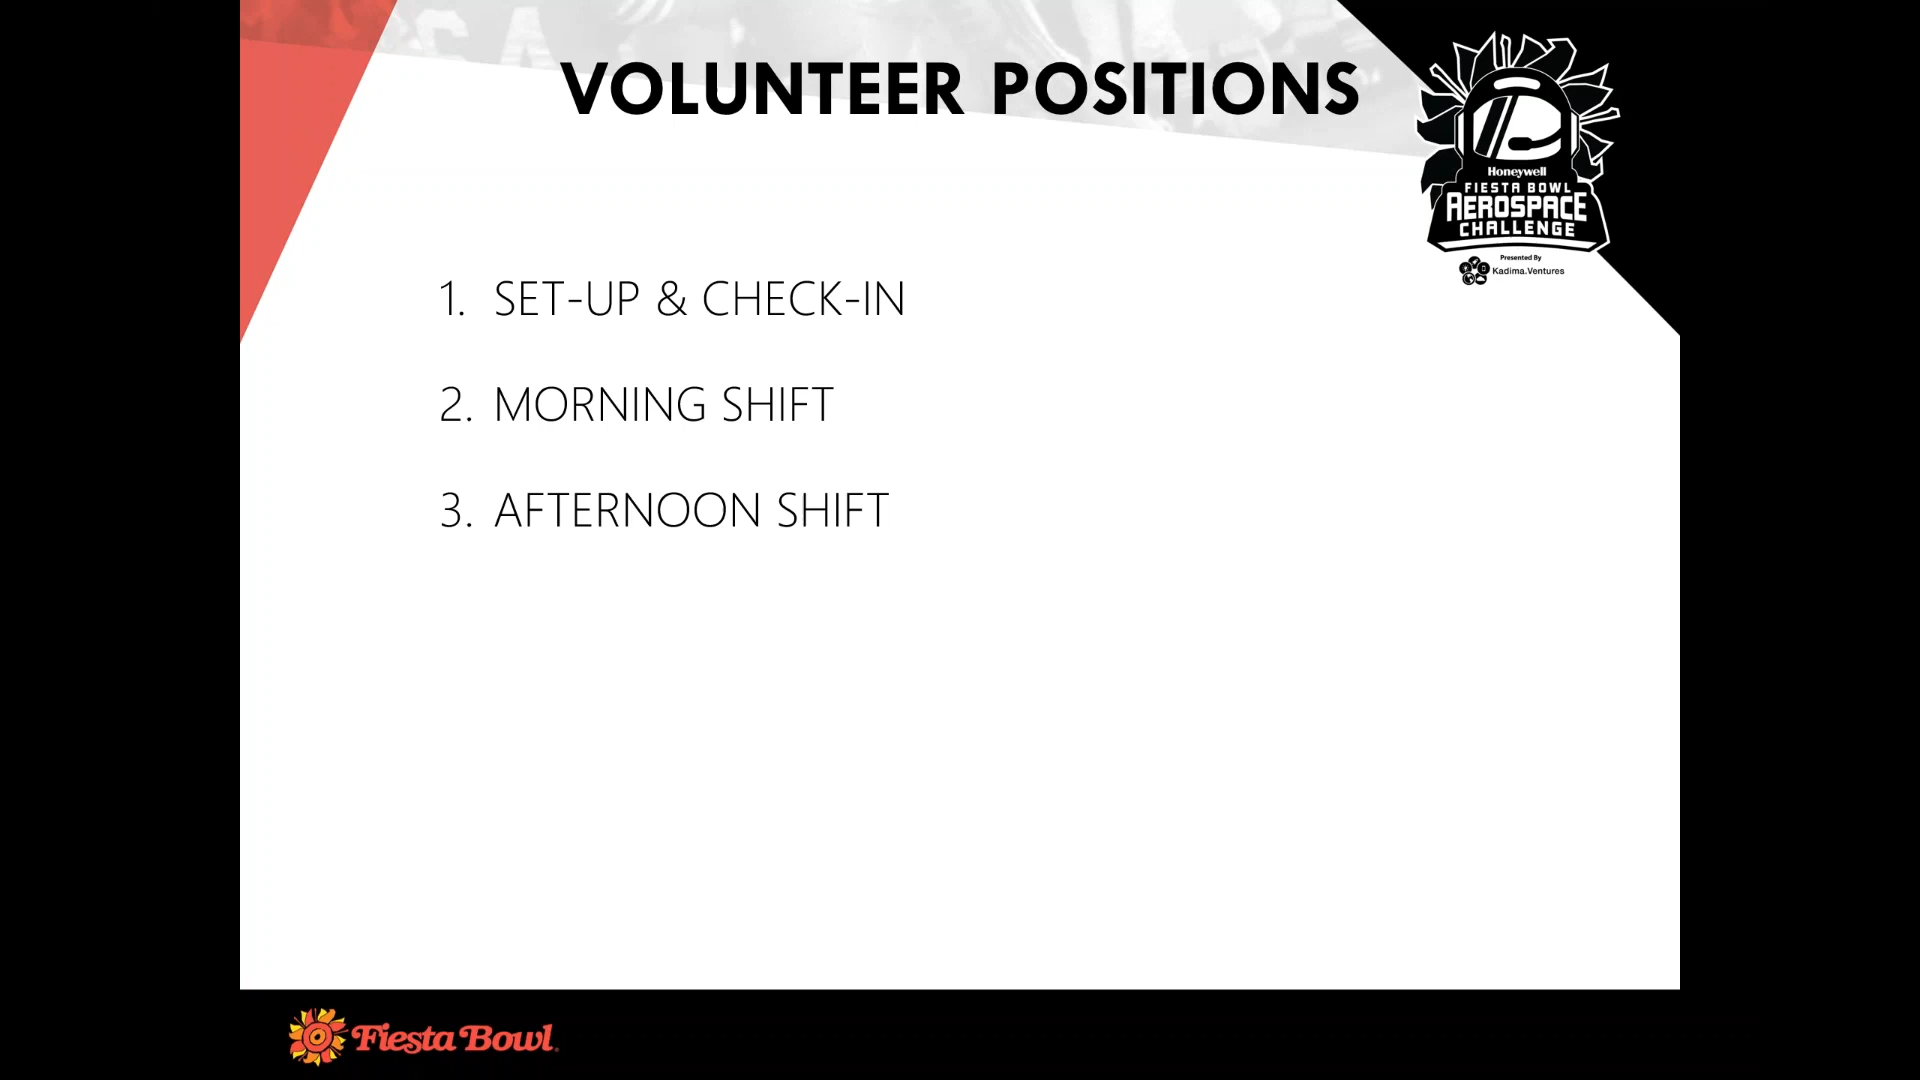 VOLUNTEER POSITIONS
Honeywell
FIESTA BOWL
AEROSPACE
CHALLENGE
Presented By
Kadima.Ventures
1. SET-UP & CHECK-IN
2. MORNING SHIFT
3. AFTERNOON SHIFT
Fiesta Bowl